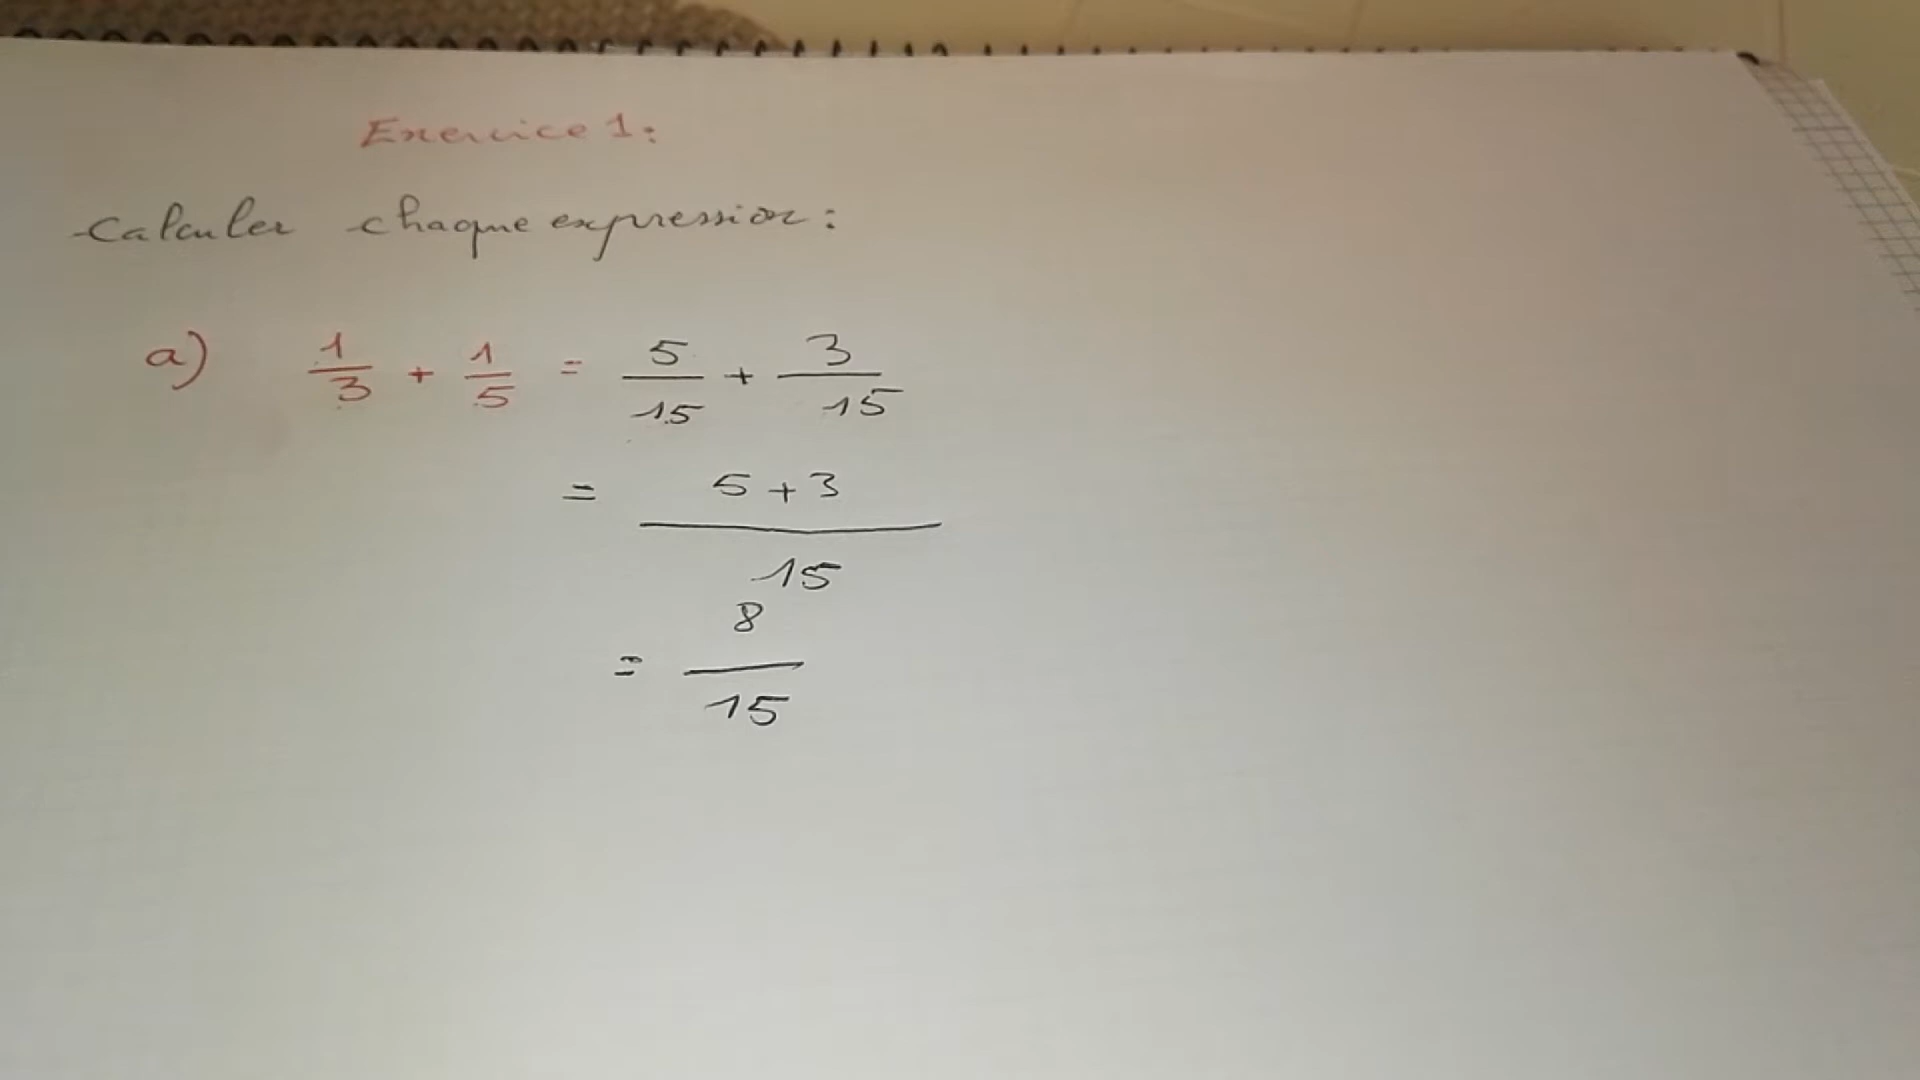 Exercice 1:
Calculer chaque expression:
a) 1/3 + 1/5 = 5/15 + 3/15
= 5+3/15
= 8/15